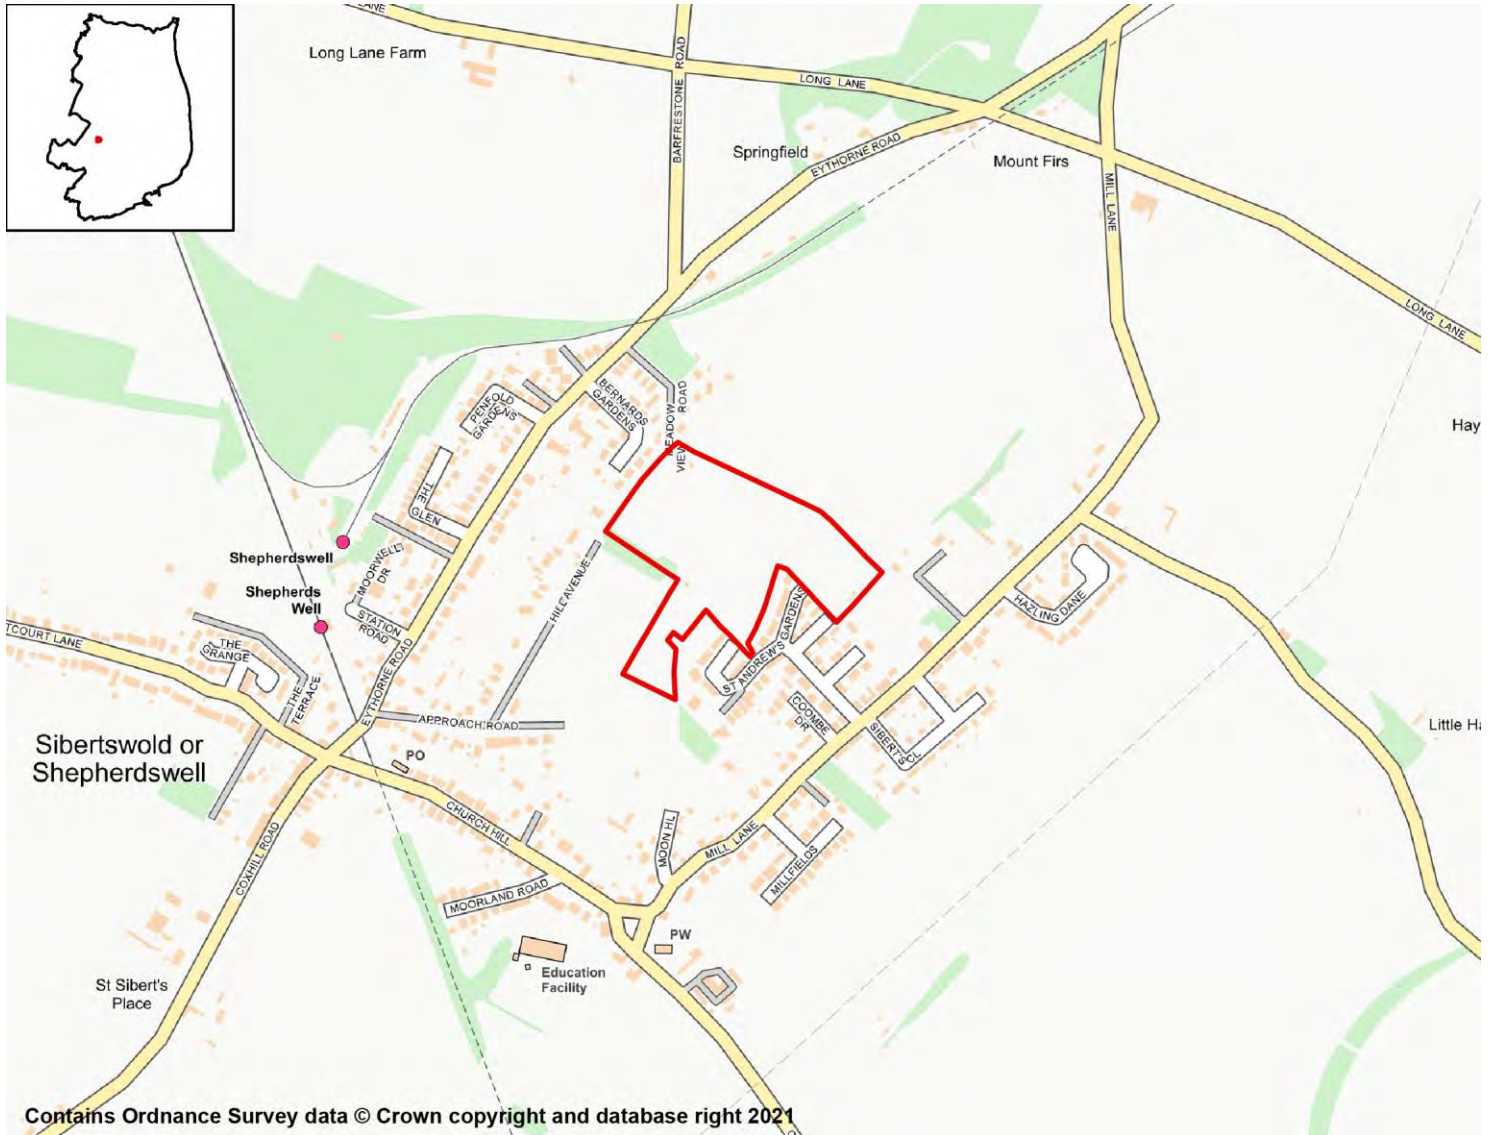 LANE
Long Lane Farm
BARFRESTONE ROAD
LONG LANE
Springfield
EYTHORNE ROAD
Mount Firs
MILL LANE
LONG LANE
PENFOLD
GARDENS
BERNARDS
GARDENS
MEADOW
VIEW
ROAD
Hay
THE
GLEN
Shepherdswell
MOORWELL
DR
Shepherds
Well
STATION
ROAD
HILL AVENUE
HAZLING DANE
TCOURT LANE
THE
GRANGE
THE
TERRACE
EYTHORNE ROAD
ST ANDREW'S GARDENS
APPROACH ROAD
COOMBE
DR
SIBERT'S
CL
Little Ha
Sibertswold or
Shepherdswell
PO
CHURCH HILL
MOON HL
MILL LANE
MILLFIELDS
COXHILL ROAD
MOORLAND ROAD
PW
Education
Facility
St Sibert's
Place
Contains Ordnance Survey data © Crown copyright and database right 2021